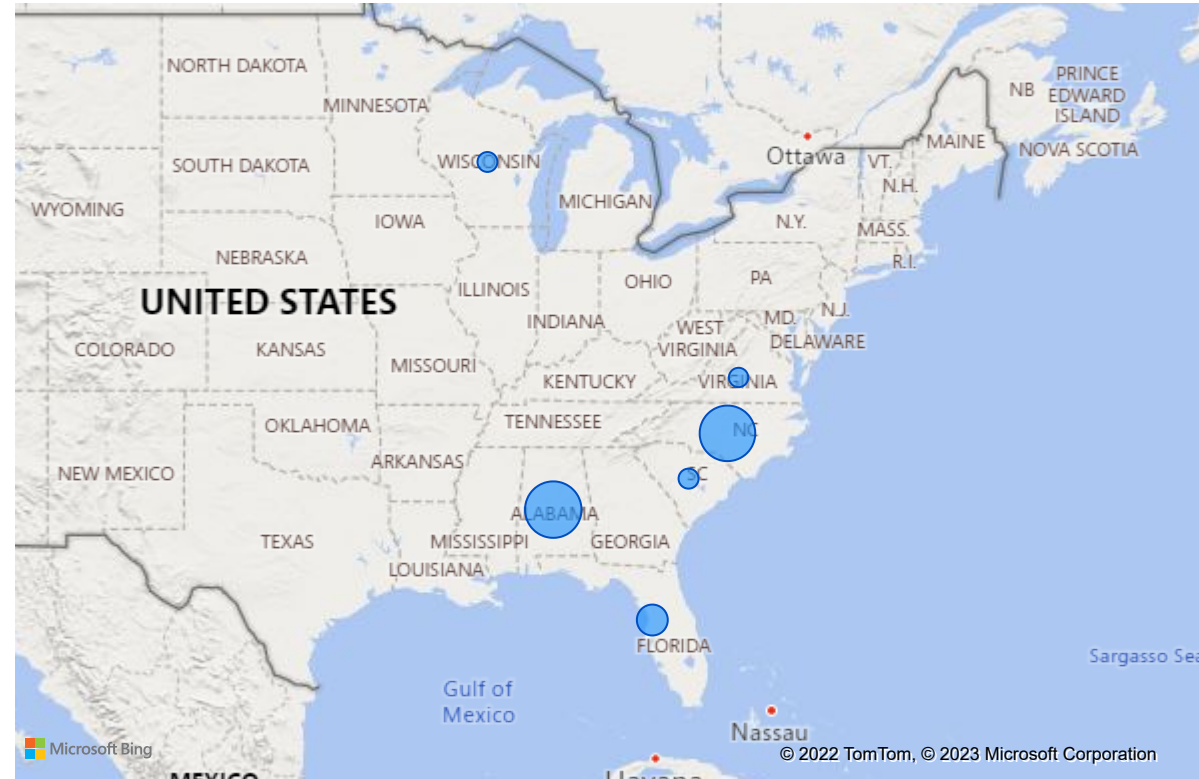 NORTH DAKOTA
MINNESOTA
PRINCE
EDWARD
ISLAND
NB
MAINE
NOVA SCOTIA
Ottawa
VT.
N.H.
SOUTH DAKOTA
WISCONSIN
WYOMING
MICHIGAN
IOWA
N.Y.
MASS.
R.I.
NEBRASKA
ILLINOIS
OHIO
PA
UNITED STATES
INDIANA
WEST
VIRGINIA
MD.
N.J.
DELAWARE
COLORADO
KANSAS
MISSOURI
KENTUCKY
VIRGINIA
OKLAHOMA
TENNESSEE
NC
NEW MEXICO
ARKANSAS
SC
ALABAMA
TEXAS
MISSISSIPPI
GEORGIA
LOUISIANA
FLORIDA
Sargasso Sea
Gulf of
Mexico
Nassau
Microsoft Bing
© 2022 TomTom, © 2023 Microsoft Corporation
MEXICO
Havana